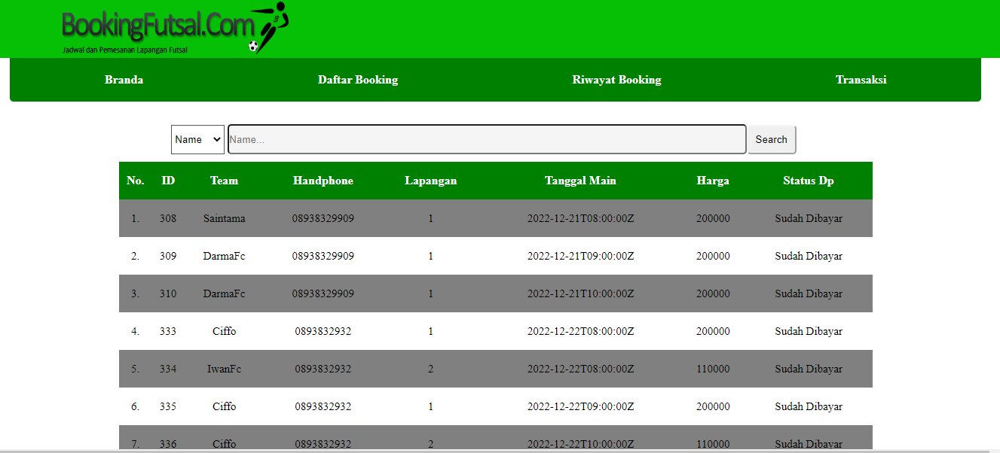 BookingFutsal.Com
3
Jadwal dan Pemesanan Lapangan Futsal
Branda Daftar Booking Riwayat Booking Transaksi
Name Name... Search
No. ID Team Handphone Lapangan Tanggal Main Harga Status Dp
1. 308 Saintama 08938329909 1 2022-12-21T08:00:00Z 200000 Sudah Dibayar
2. 309 DarmaFc 08938329909 1 2022-12-21T09:00:00Z 200000 Sudah Dibayar
3. 310 DarmaFc 08938329909 1 2022-12-21T10:00:00Z 200000 Sudah Dibayar
4. 333 Ciffo 0893832932 1 2022-12-22T08:00:00Z 200000 Sudah Dibayar
5. 334 IwanFc 0893832932 2 2022-12-22T08:00:00Z 110000 Sudah Dibayar
6. 335 Ciffo 0893832932 1 2022-12-22T09:00:00Z 200000 Sudah Dibayar
7. 336 Ciffo 0893832932 2 2022-12-22T10:00:00Z 110000 Sudah Dibayar